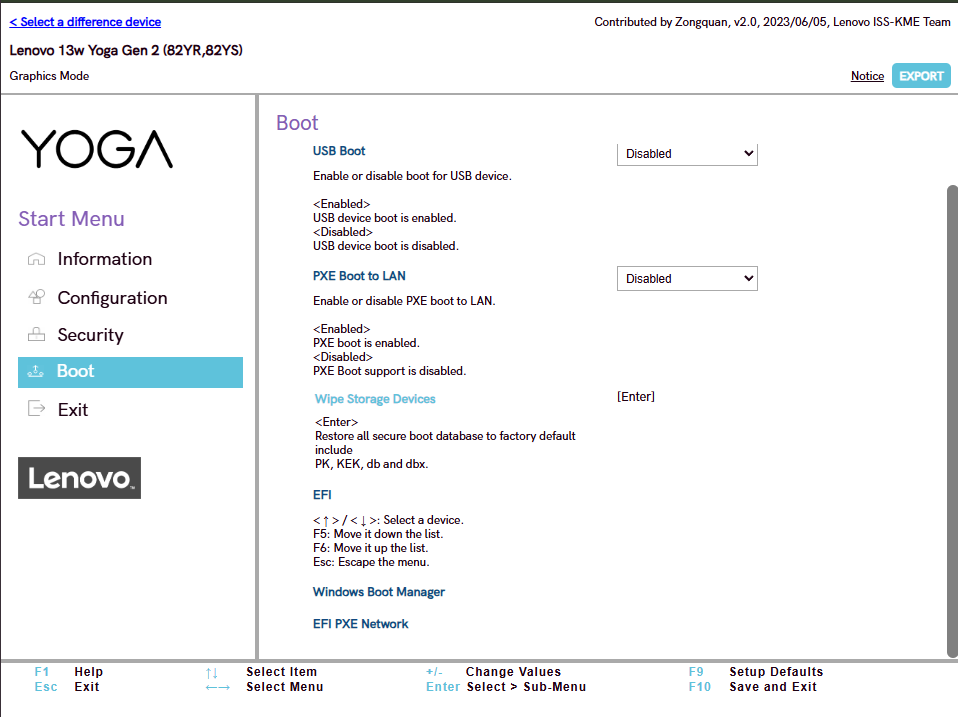 < Select a difference device
Contributed by Zongquan, v2.0, 2023/06/05, Lenovo ISS-KME Team
Lenovo 13w Yoga Gen 2 (82YR,82YS)
Graphics Mode
Notice
EXPORT
YOGA
Start Menu
Information
Configuration
Security
Boot
Exit
Lenovo™
Boot
USB Boot
Disabled
Enable or disable boot for USB device.
<Enabled>
USB device boot is enabled.
<Disabled>
USB device boot is disabled.
PXE Boot to LAN
Disabled
Enable or disable PXE boot to LAN.
<Enabled>
PXE boot is enabled.
<Disabled>
PXE Boot support is disabled.
Wipe Storage Devices
[Enter]
<Enter>
Restore all secure boot database to factory default
include
PK, KEK, db and dbx.
EFI
< ↑ > / < ↓ >: Select a device.
F5: Move it down the list.
F6: Move it up the list.
Esc: Escape the menu.
Windows Boot Manager
EFI PXE Network
F1 Help ↑↓ Select Item +/- Change Values F9 Setup Defaults
Esc Exit ←→ Select Menu Enter Select > Sub-Menu F10 Save and Exit